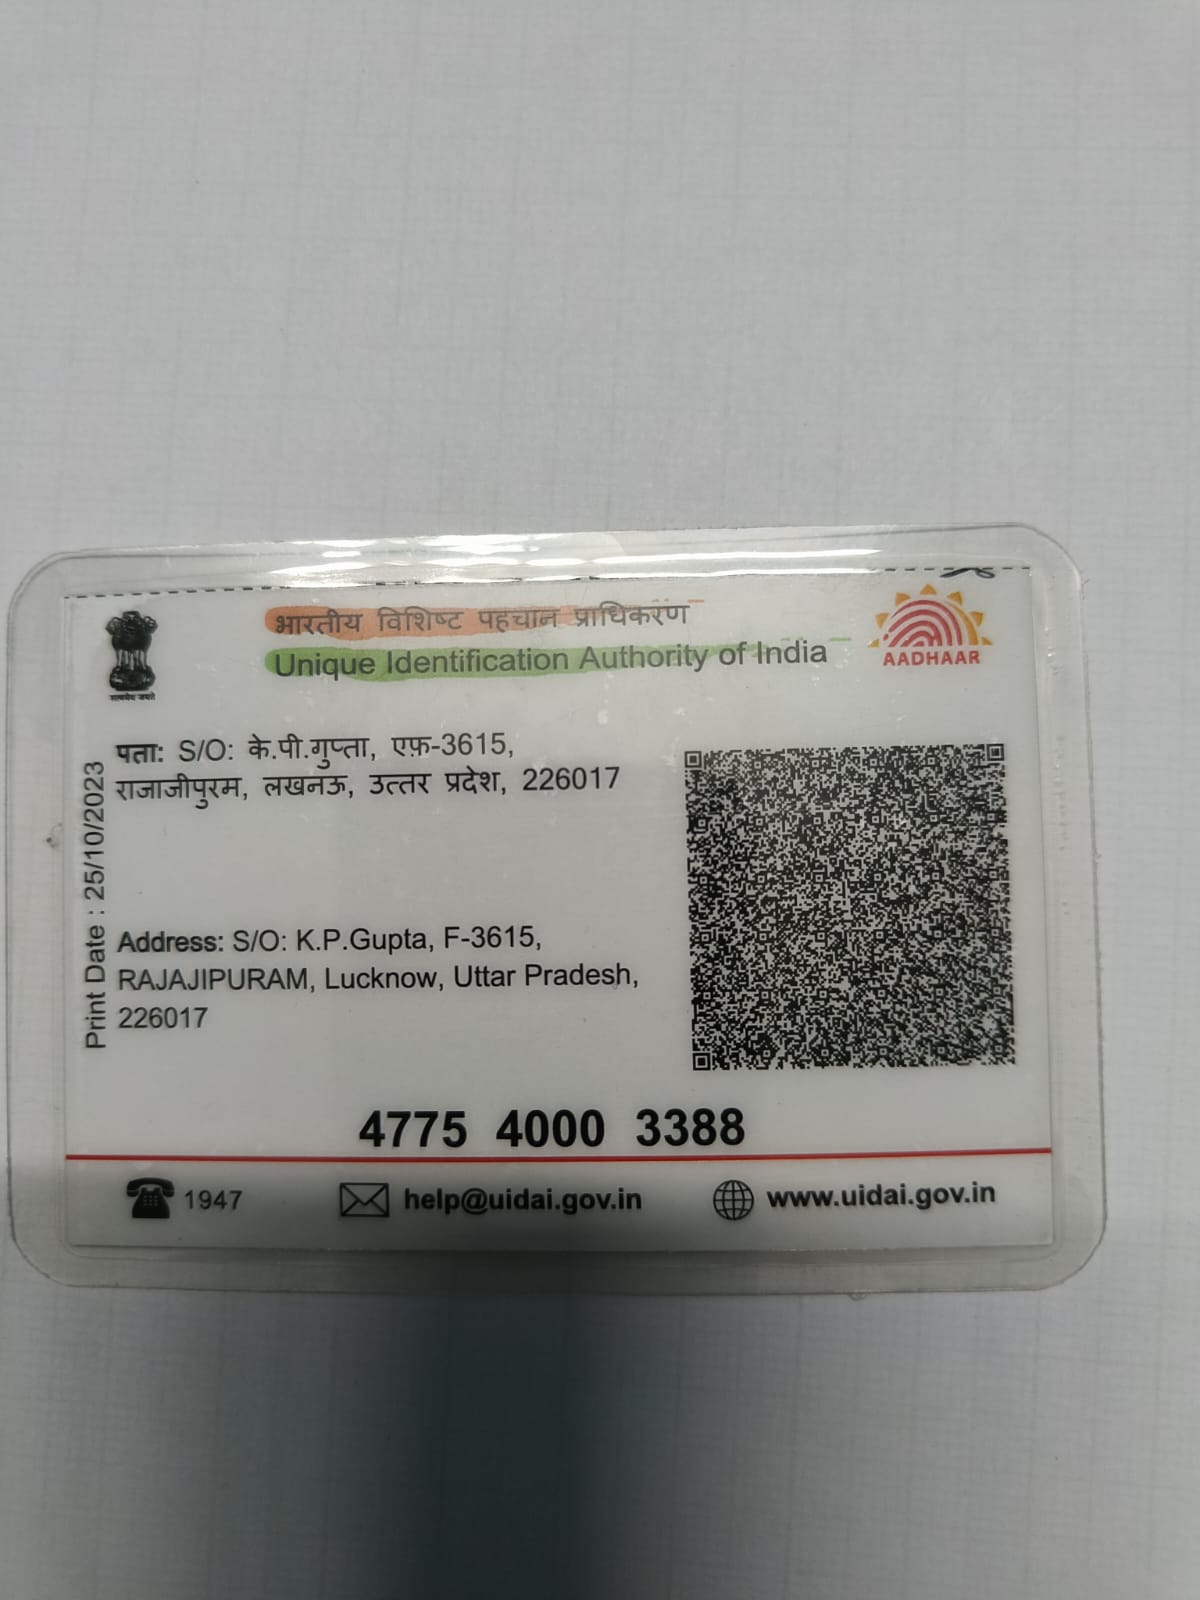 भारतीय विशिष्ट पहचान प्राधिकरण
Unique Identification Authority of India
AADHAAR
सत्यमेव जयते
पता: S/O: के.पी.गुप्ता, एफ़-3615,
राजाजीपुरम, लखनऊ, उत्तर प्रदेश, 226017
Print Date : 25/10/2023
Address: S/O: K.P.Gupta, F-3615,
RAJAJIPURAM, Lucknow, Uttar Pradesh,
226017
4775 4000 3388
1947
help@uidai.gov.in
www.uidai.gov.in